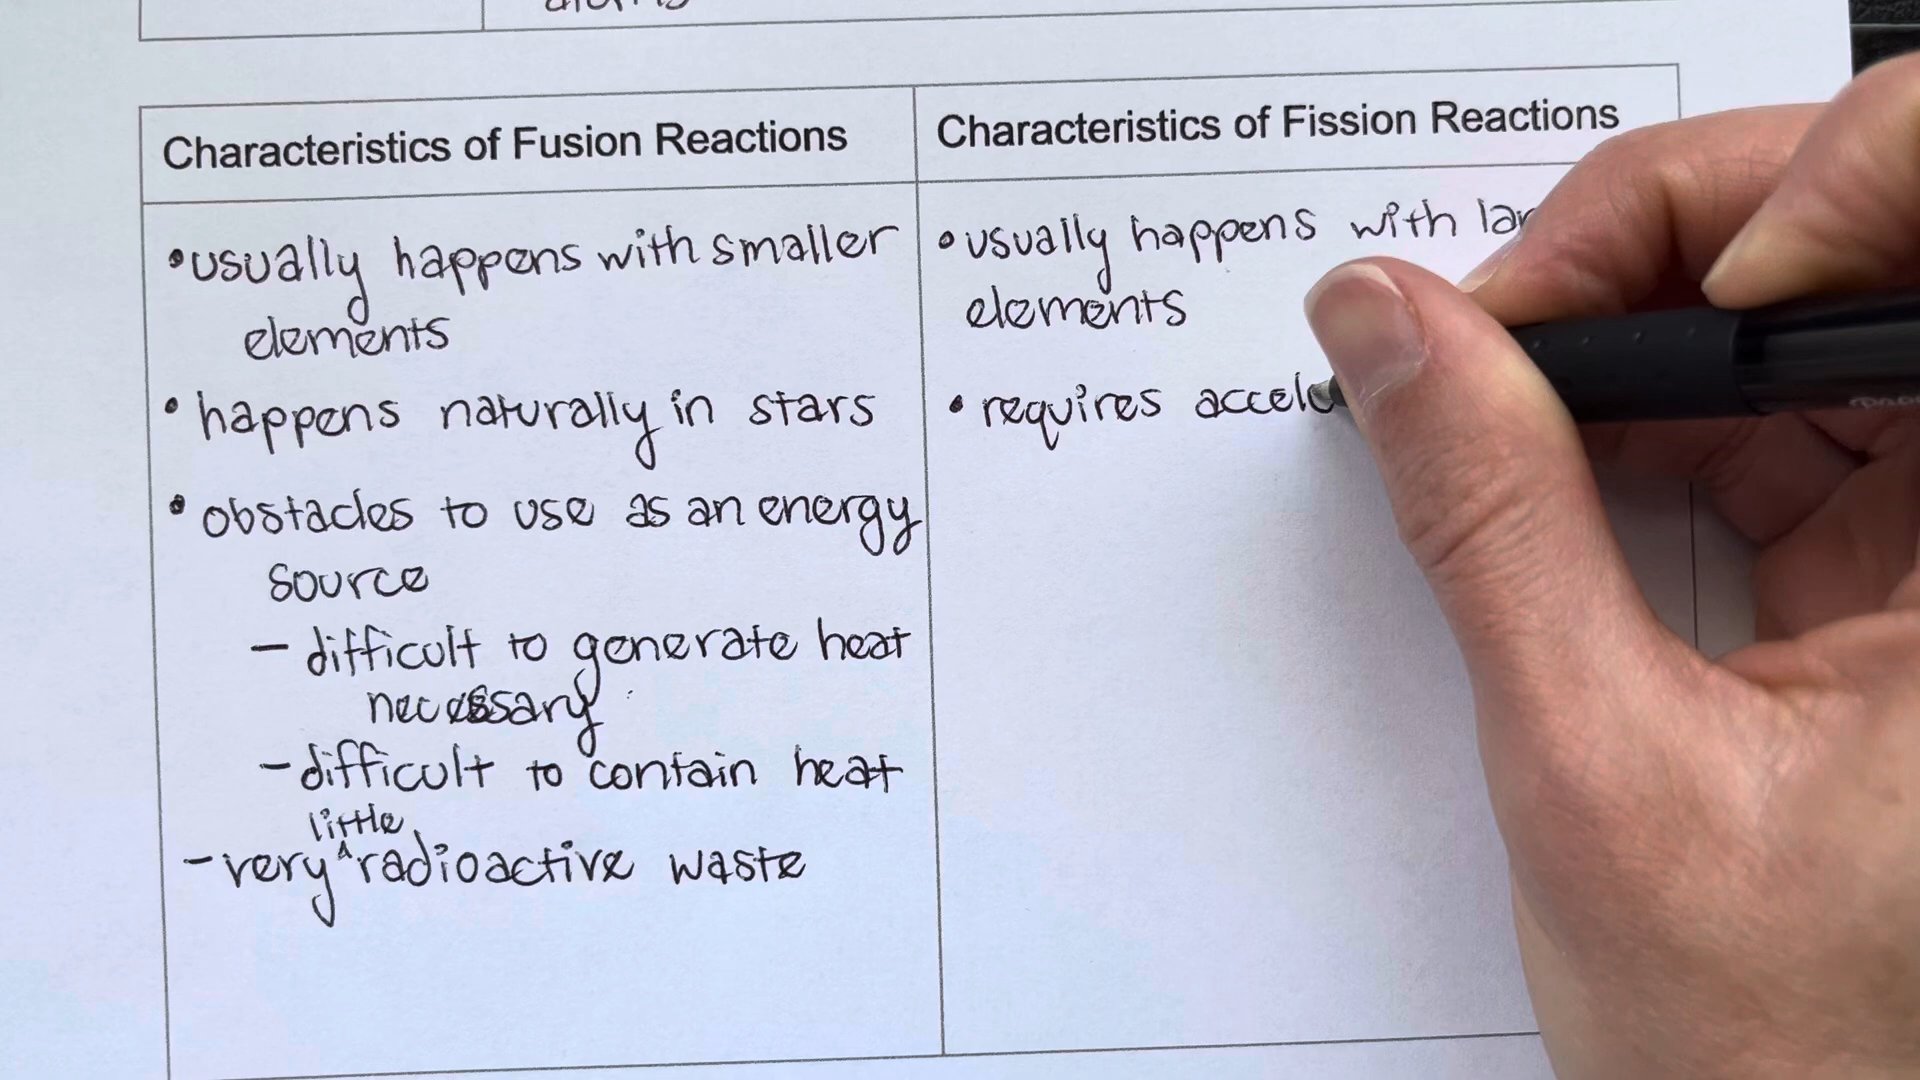 Characteristics of Fusion Reactions
Characteristics of Fission Reactions
•usually happens with smaller
elements
• happens naturally in stars
• obstacles to use as an energy
source
- difficult to generate heat
necessary
- difficult to contain heat
little
- very ^ radioactive waste
• usually happens with
elements
• requires